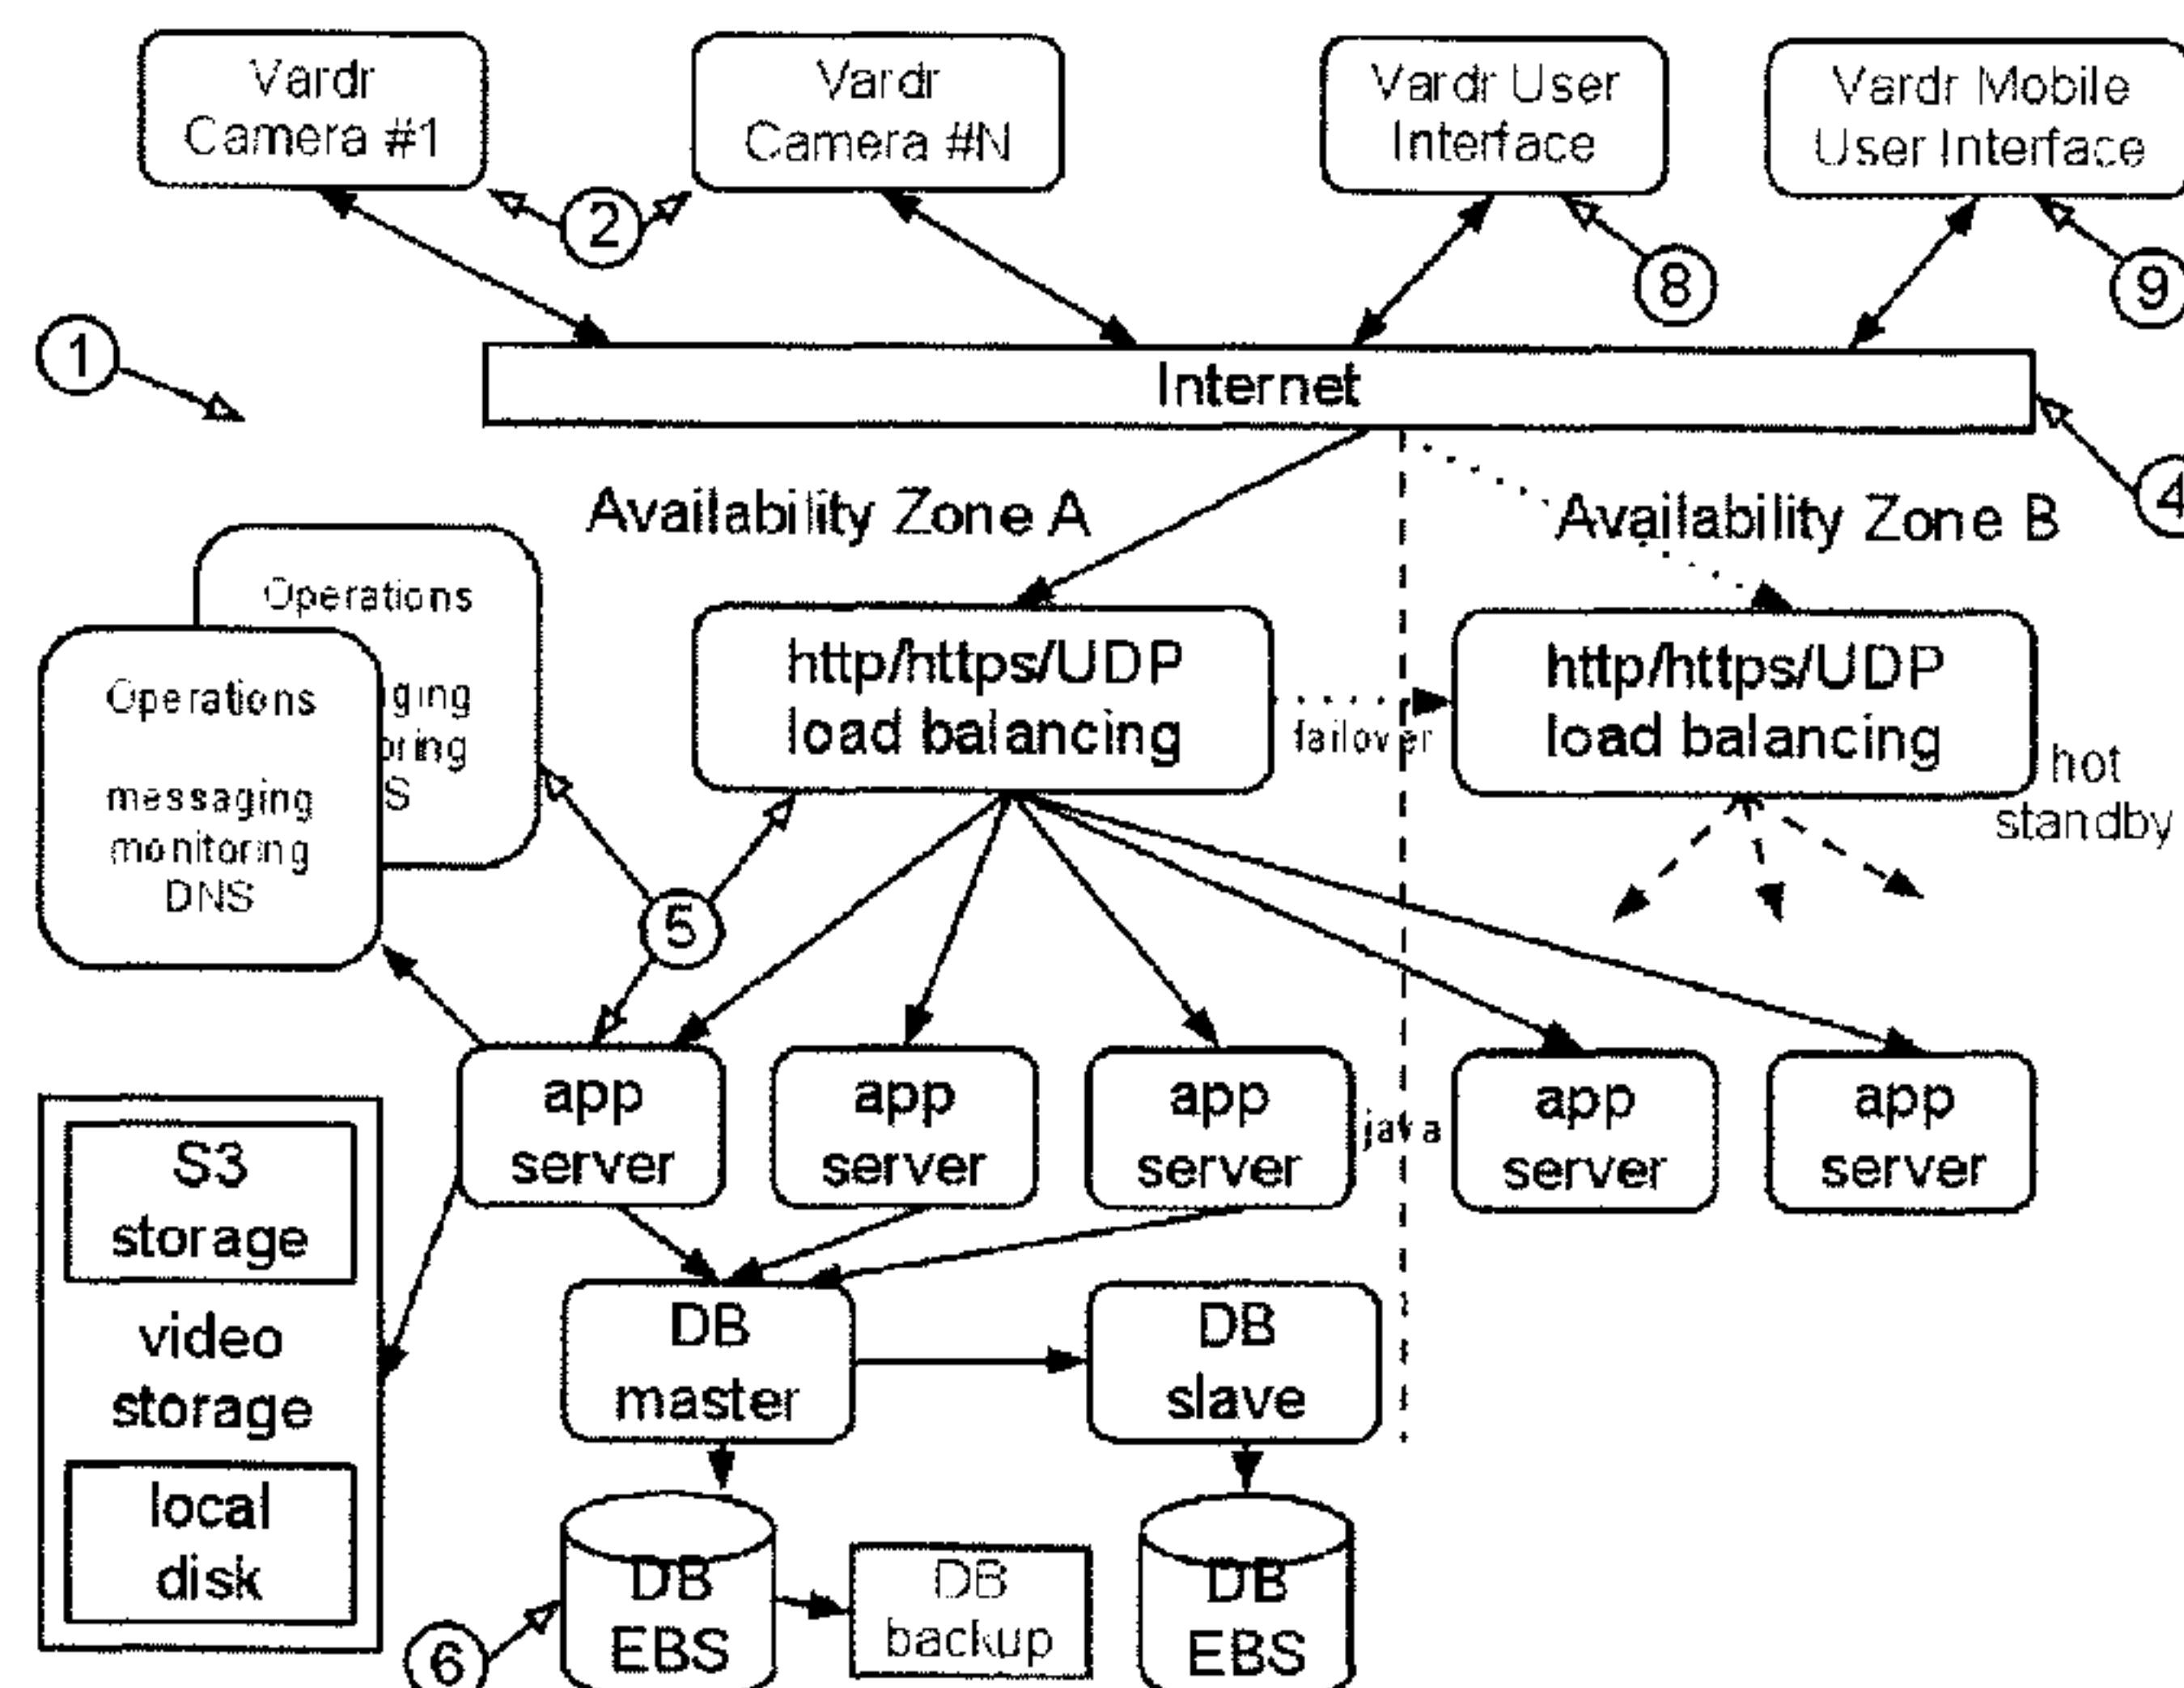 Vardr
Camera #1
Vardr
Camera #N
Vardr User
Interface
Vardr Mobile
User Interface
2
8
9
1
Internet
4
Availability Zone A
Availability Zone B
Operations
ging
oring
S
Operations
messaging
monitoring
DNS
http/https/UDP
load balancing
failover
http/https/UDP
load balancing
hot
standby
5
app
server
app
server
app
server
java
app
server
app
server
S3
storage
video
storage
local
disk
DB
master
DB
slave
DB
EBS
DB
backup
DB
EBS
6